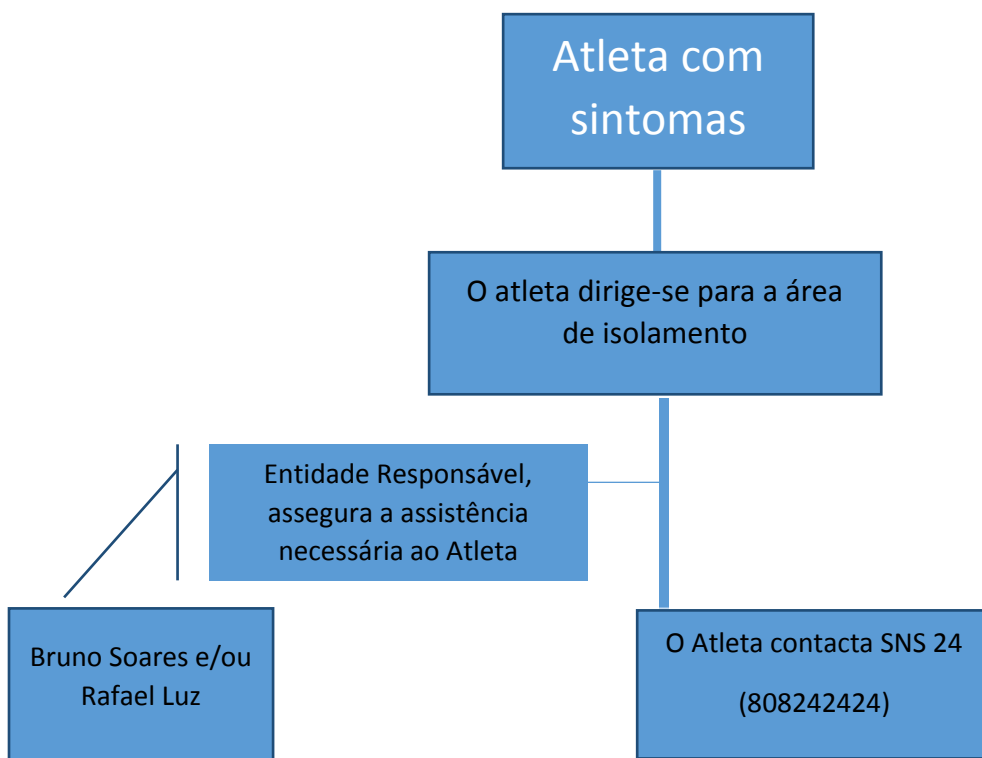 Atleta com
sintomas
O atleta dirige-se para a área
de isolamento
Entidade Responsável,
assegura a assistência
necessária ao Atleta
Bruno Soares e/ou
Rafael Luz
O Atleta contacta SNS 24
(808242424)